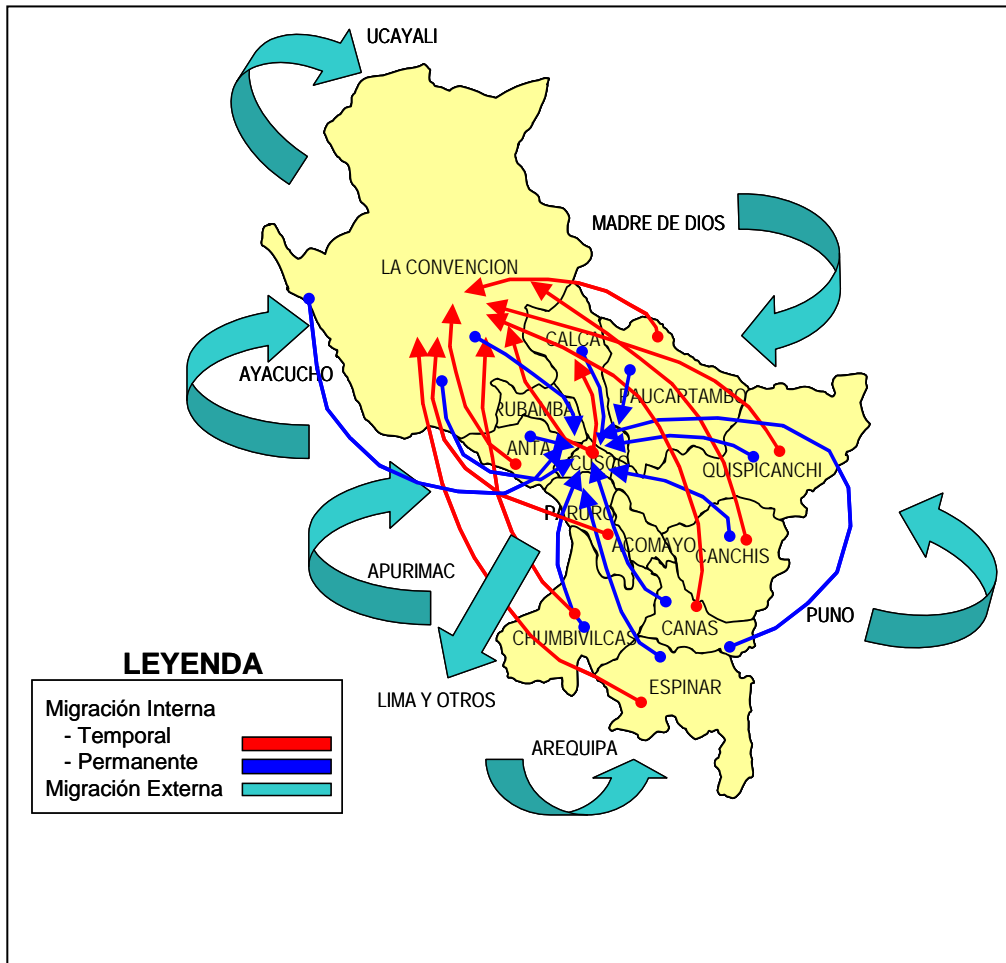 UCAYALI
MADRE DE DIOS
LA CONVENCION
CALCA
AYACUCHO
PAUCARTAMBO
RUBAMBA
ANTA
CUSCO
QUISPICANCHI
PARURO
ACOMAYO
CANCHIS
APURIMAC
PUNO
CANAS
CHUMBIVILCAS
LEYENDA
ESPINAR
LIMA Y OTROS
Migración Interna
- Temporal
- Permanente
Migración Externa
AREQUIPA